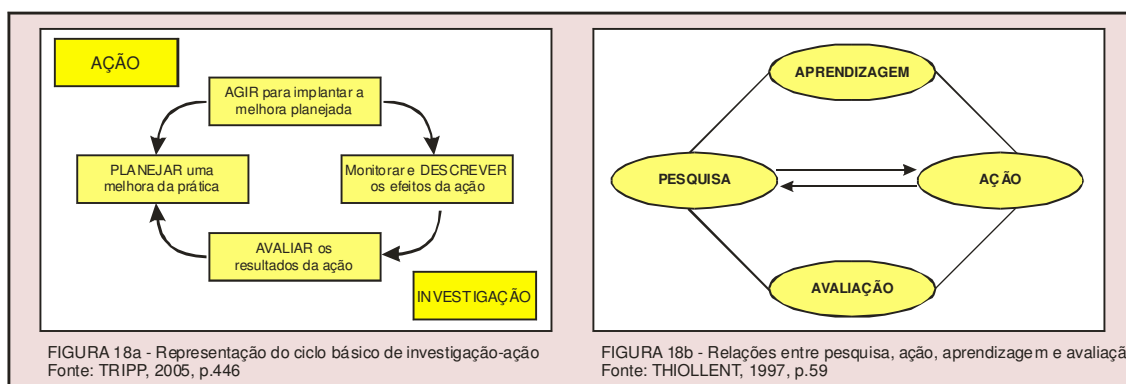 AÇÃO
AGIR para implantar a
melhora planejada
PLANEJAR uma
melhora da prática
Monitorar e DESCREVER
os efeitos da ação
AVALIAR os
resultados da ação
INVESTIGAÇÃO
FIGURA 18a - Representação do ciclo básico de investigação-ação
Fonte: TRIPP, 2005, p.446
APRENDIZAGEM
PESQUISA
AÇÃO
AVALIAÇÃO
FIGURA 18b - Relações entre pesquisa, ação, aprendizagem e avaliaçã
Fonte: THIOLLENT, 1997, p.59